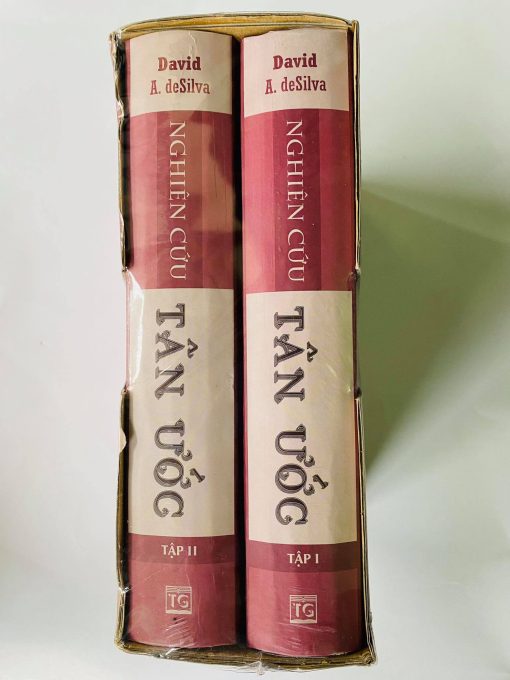 David
A. deSilva
NGHIÊN CỨU
TÂN ƯỚC
TẬP II
TG
David
A. deSilva
NGHIÊN CỨU
TÂN ƯỚC
TẬP I
TG